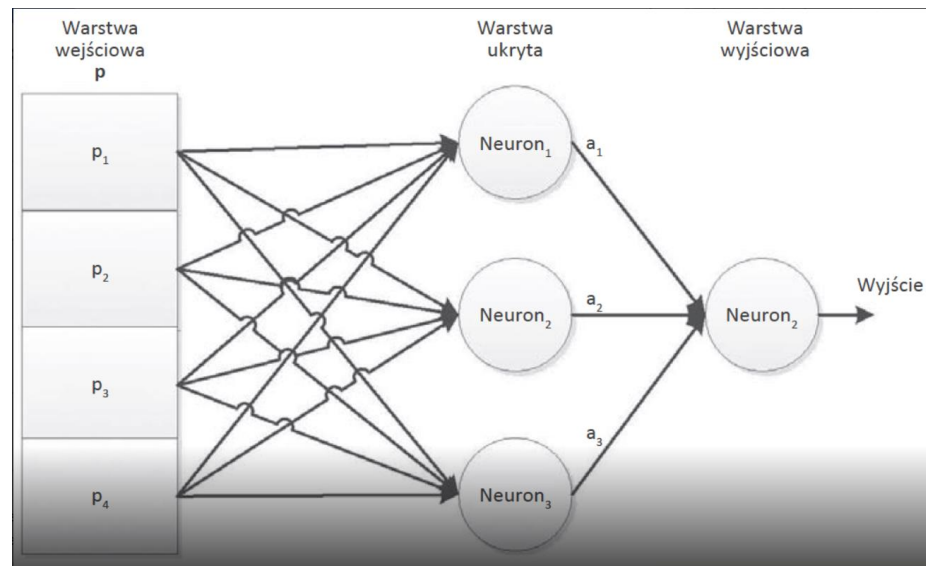 Warstwa
wejściowa
p
Warstwa
ukryta
Warstwa
wyjściowa
p₁
p₂
p₃
p₄
Neuron₁
Neuron₂
Neuron₃
a₁
a₂
a₃
Neuron₂
Wyjście